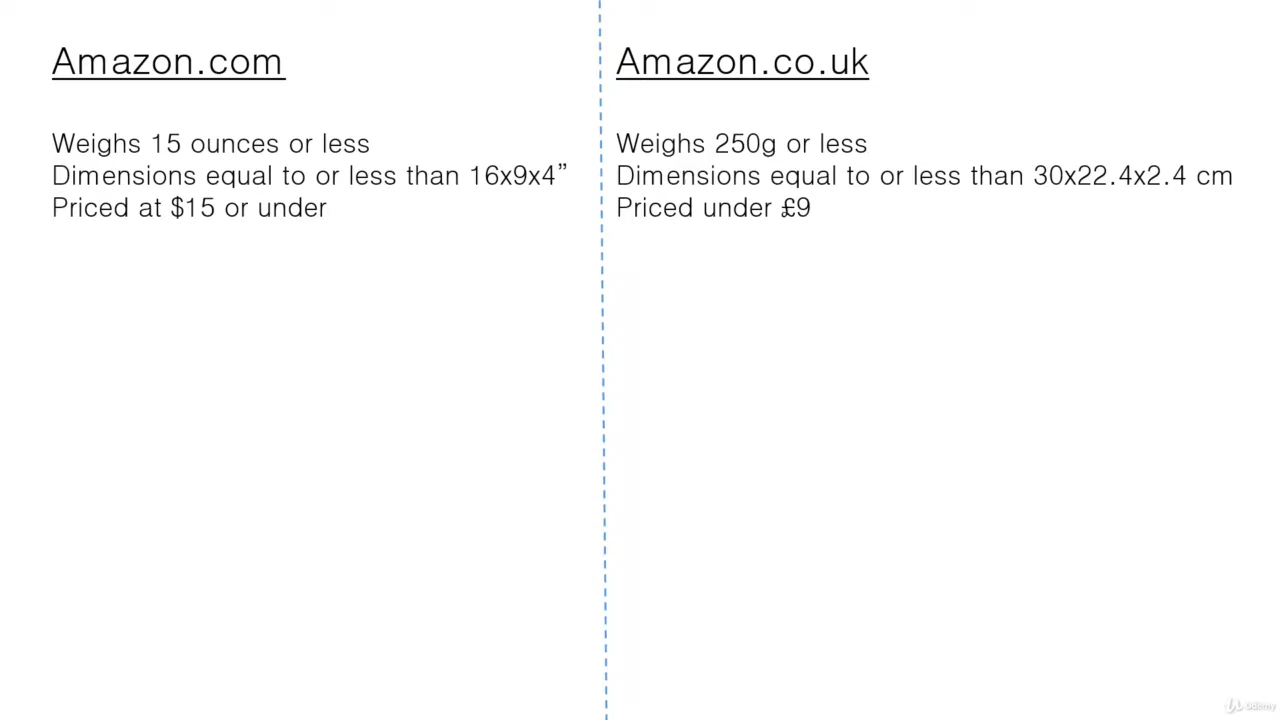 Amazon.com
Weighs 15 ounces or less
Dimensions equal to or less than 16x9x4”
Priced at $15 or under
Amazon.co.uk
Weighs 250g or less
Dimensions equal to or less than 30x22.4x2.4 cm
Priced under £9
Udemy